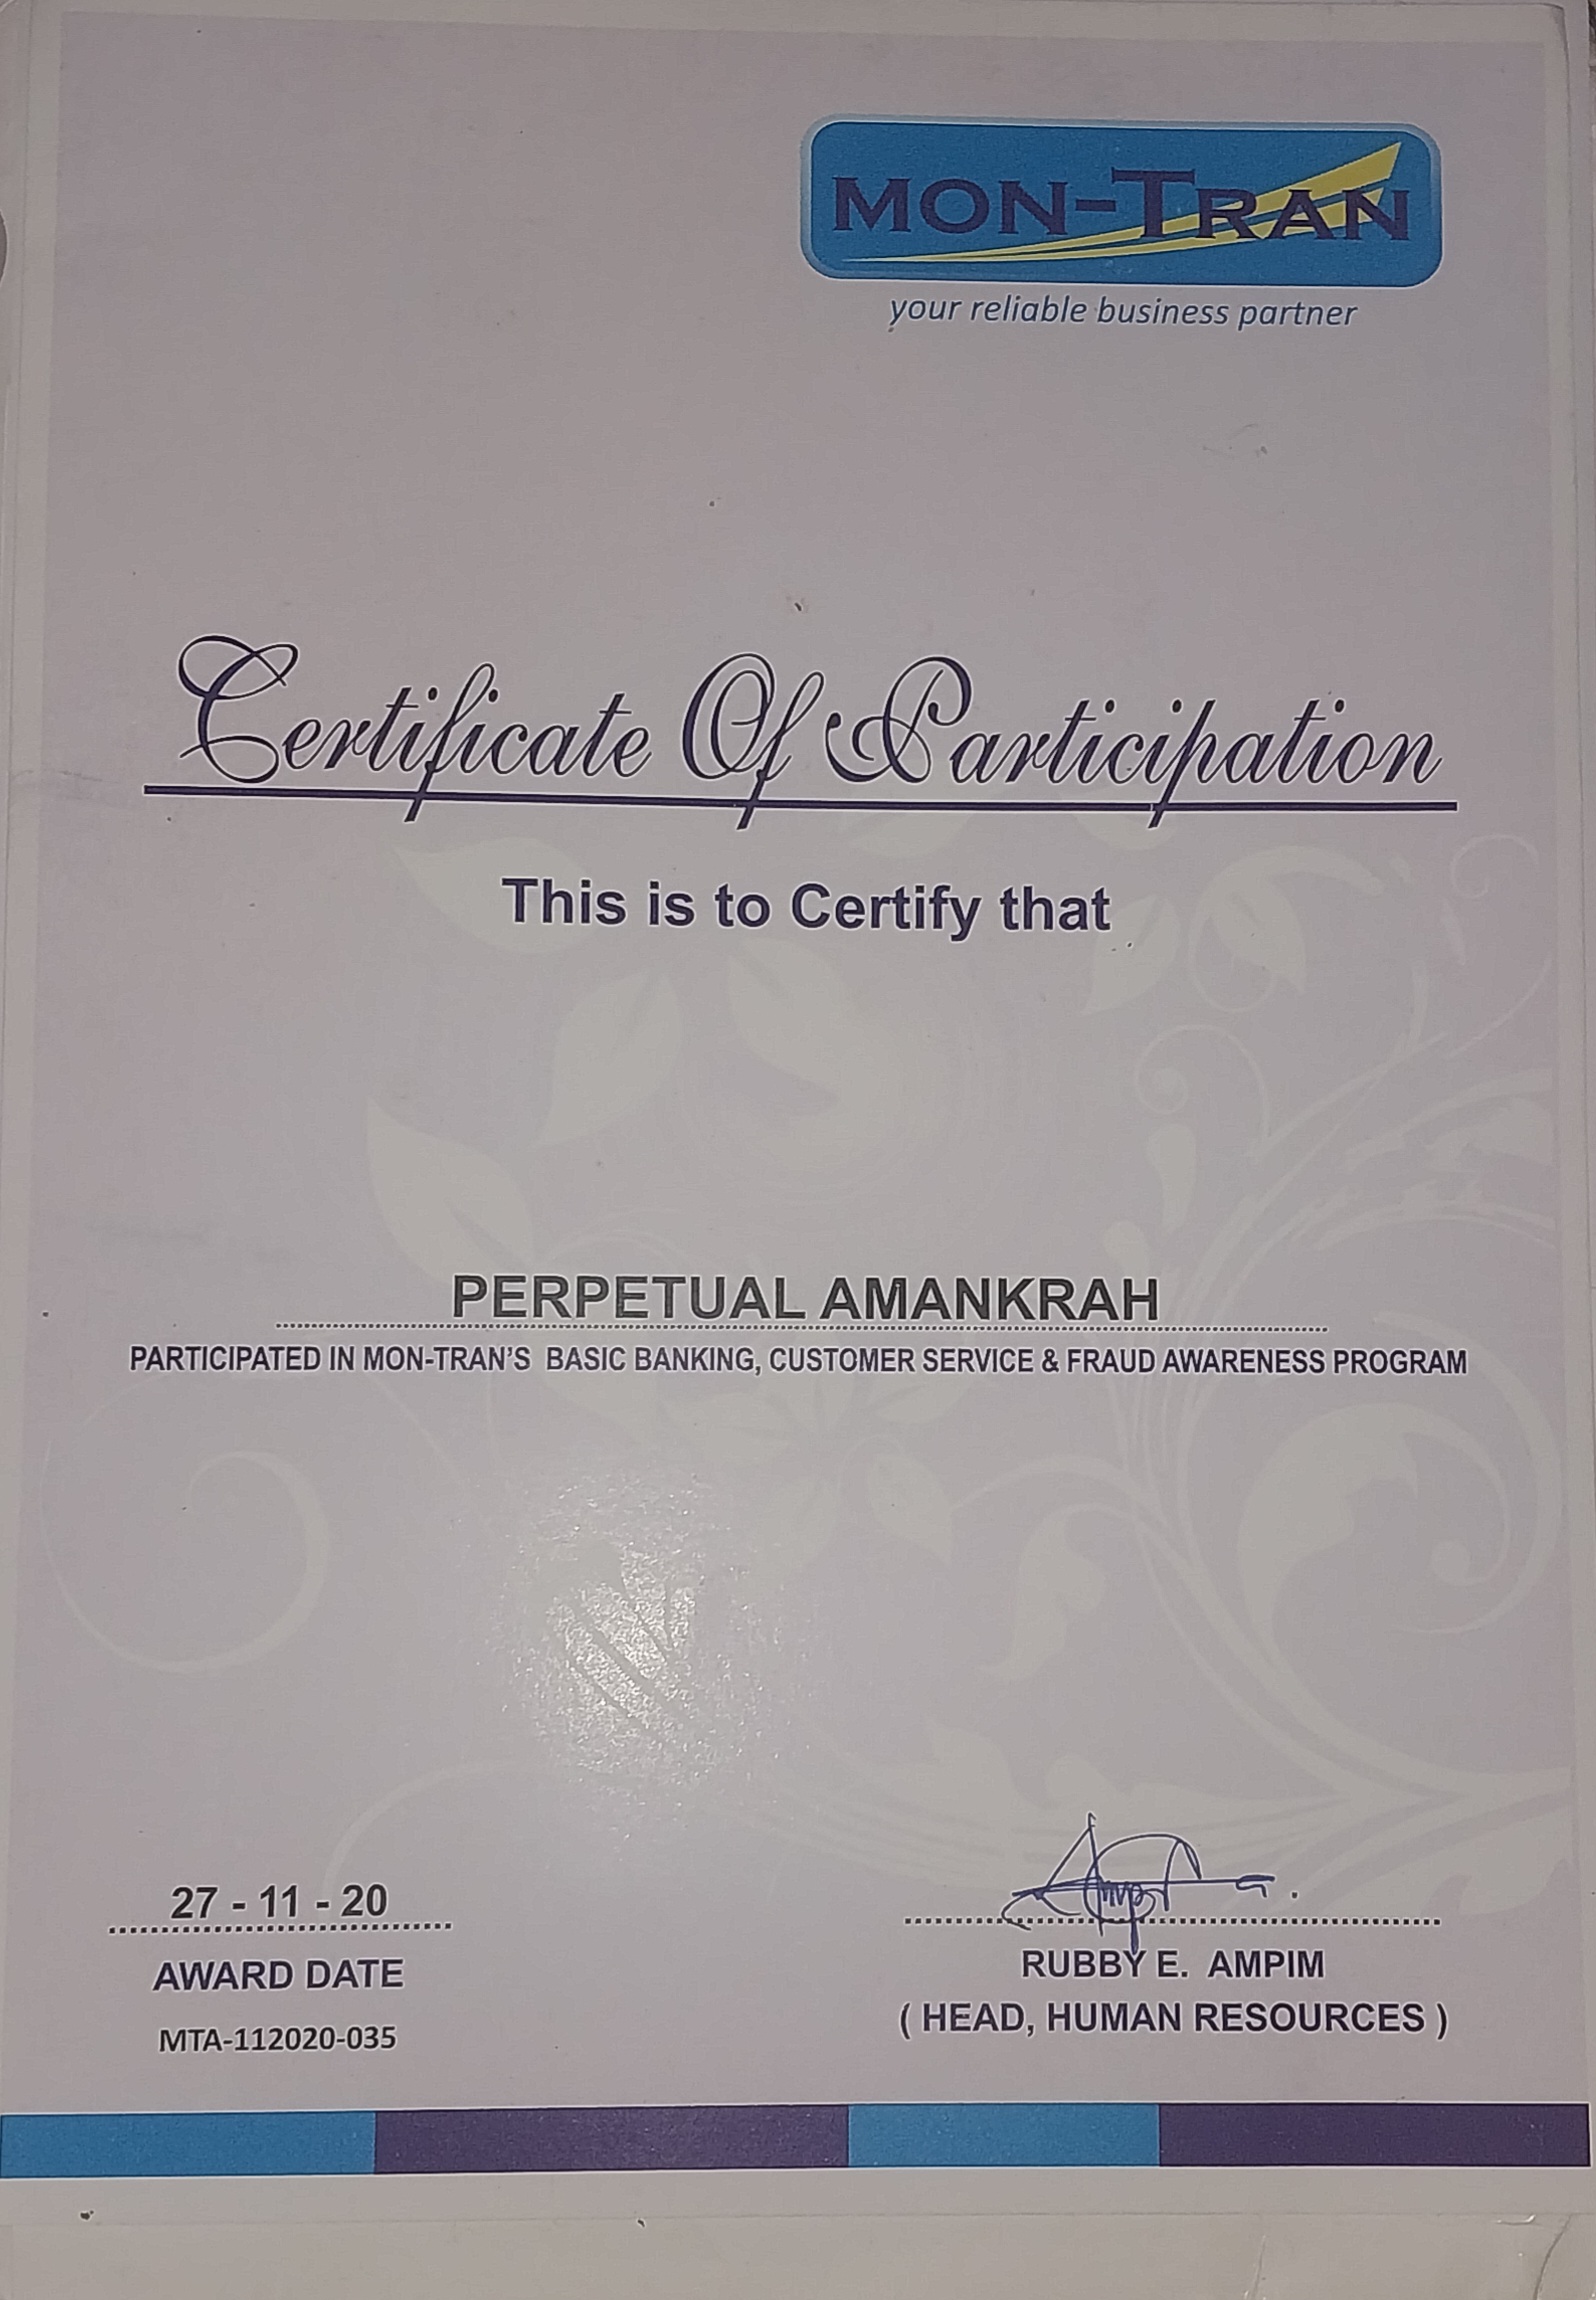 MON-TRAN
your reliable business partner
Certificate Of Participation
This is to Certify that
PERPETUAL AMANKRAH
PARTICIPATED IN MON-TRAN'S BASIC BANKING, CUSTOMER SERVICE & FRAUD AWARENESS PROGRAM
27 - 11 - 20
AWARD DATE
MTA-112020-035
RUBBY E. AMPIM
( HEAD, HUMAN RESOURCES )